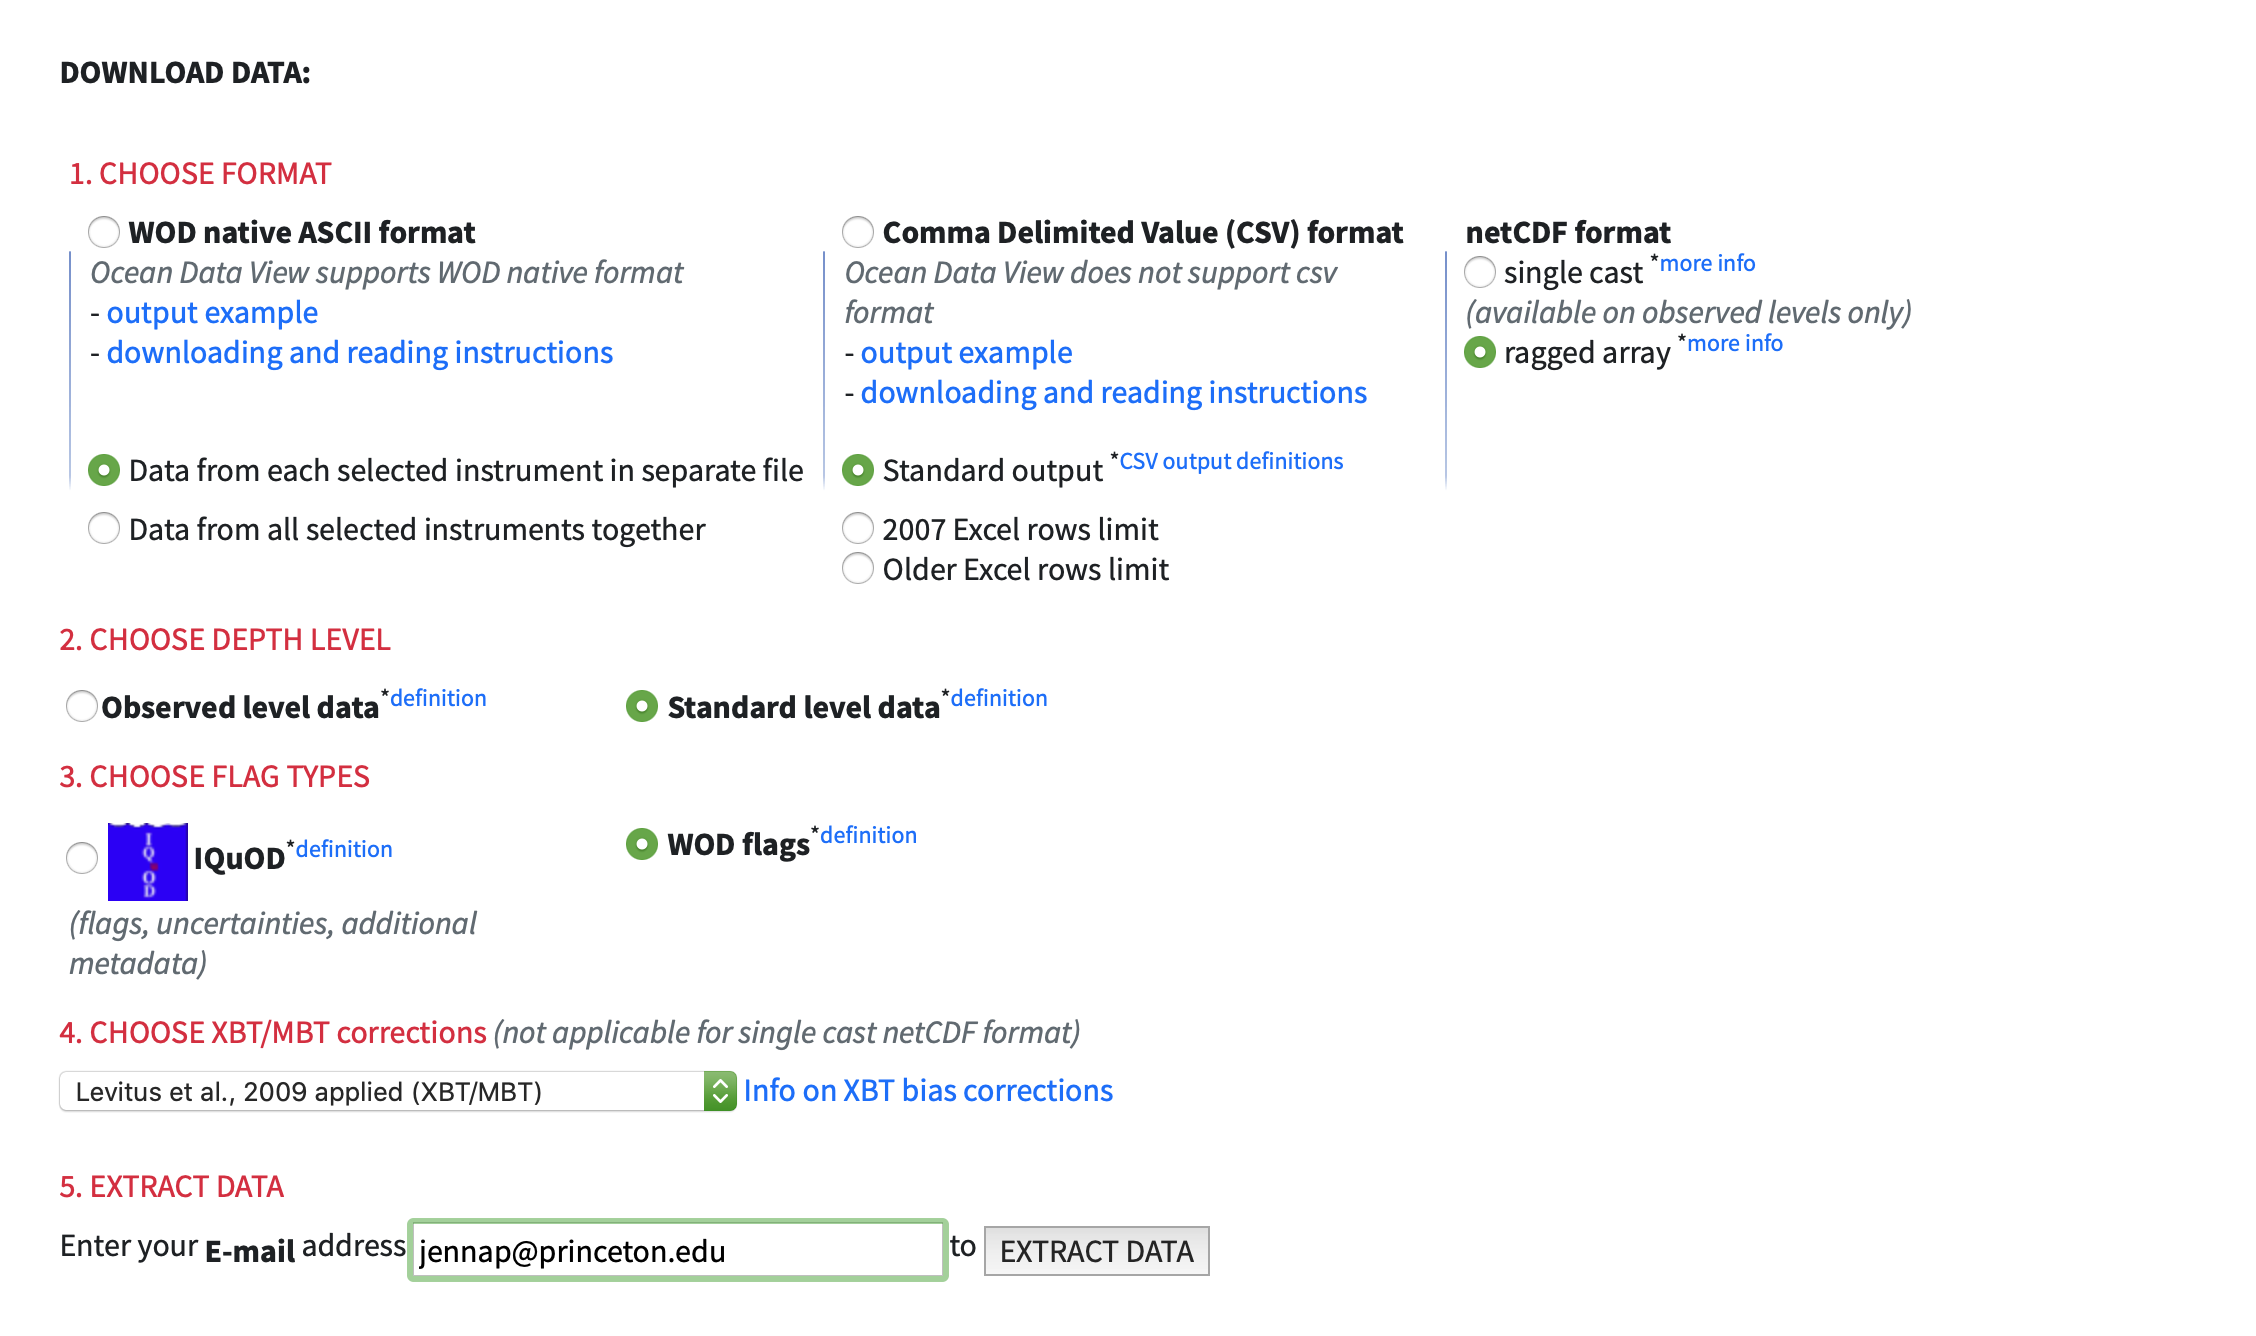 DOWNLOAD DATA:
1. CHOOSE FORMAT
WOD native ASCII format
Ocean Data View supports WOD native format
- output example
- downloading and reading instructions
Data from each selected instrument in separate file
Data from all selected instruments together
Comma Delimited Value (CSV) format
Ocean Data View does not support csv
format
- output example
- downloading and reading instructions
Standard output *CSV output definitions
2007 Excel rows limit
Older Excel rows limit
netCDF format
single cast *more info
(available on observed levels only)
ragged array *more info
2. CHOOSE DEPTH LEVEL
Observed level data*definition
Standard level data*definition
3. CHOOSE FLAG TYPES
IQuOD
IQuOD*definition
(flags, uncertainties, additional
metadata)
WOD flags*definition
4. CHOOSE XBT/MBT corrections (not applicable for single cast netCDF format)
Levitus et al., 2009 applied (XBT/MBT) Info on XBT bias corrections
5. EXTRACT DATA
Enter your E-mail address jennap@princeton.edu to EXTRACT DATA